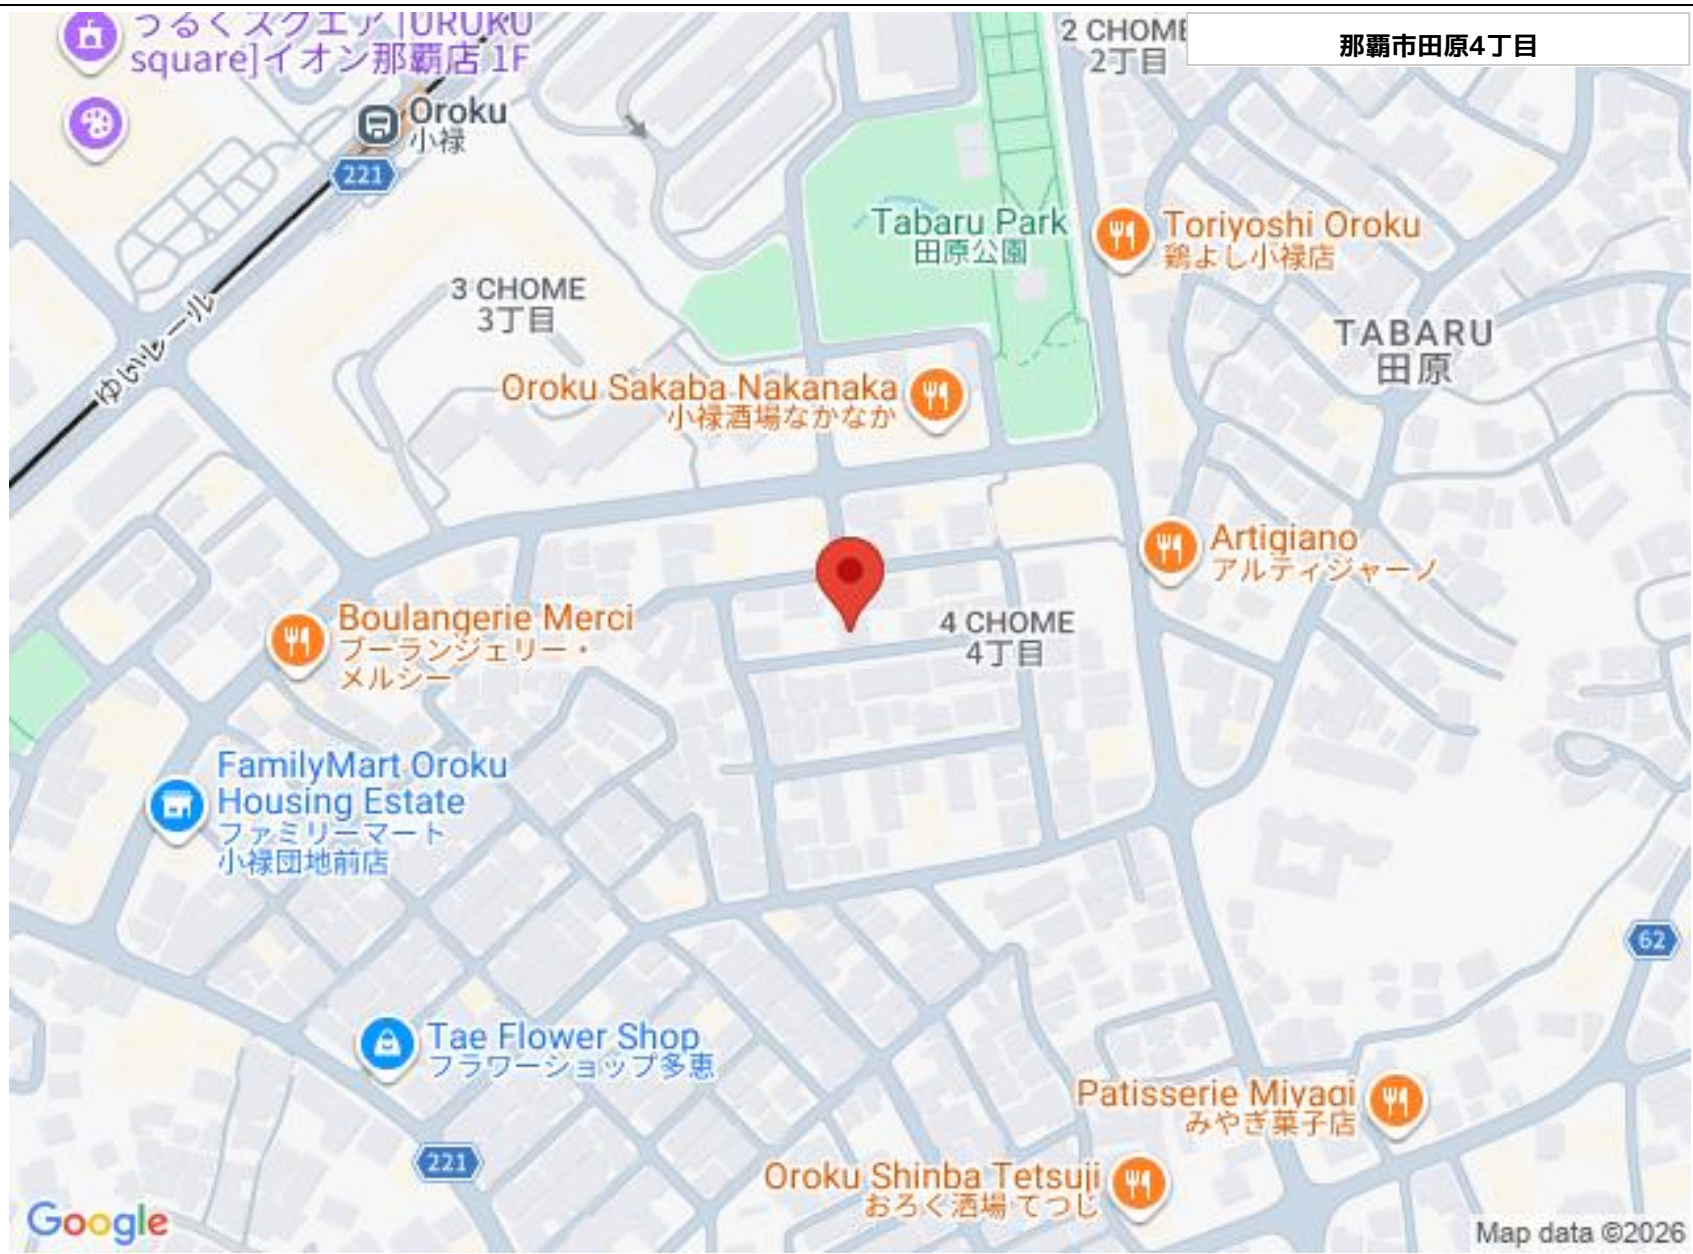 うるくスクエア [URUKU
square]イオン那覇店 1F
2 CHOME
2丁目
那覇市田原4丁目
Oroku
小禄
221
Tabaru Park
田原公園
Toriyoshi Oroku
鶏よし小禄店
3 CHOME
3丁目
ゆいレール
TABARU
田原
Oroku Sakaba Nakanaka
小禄酒場なかなか
Artigiano
アルティジャーノ
Boulangerie Merci
ブーランジェリー・
メルシー
4 CHOME
4丁目
FamilyMart Oroku
Housing Estate
ファミリーマート
小禄団地前店
62
Tae Flower Shop
フラワーショップ多恵
Patisserie Miyagi
みやぎ菓子店
221
Oroku Shinba Tetsuji
おろく酒場 てつじ
Google
Map data ©2026